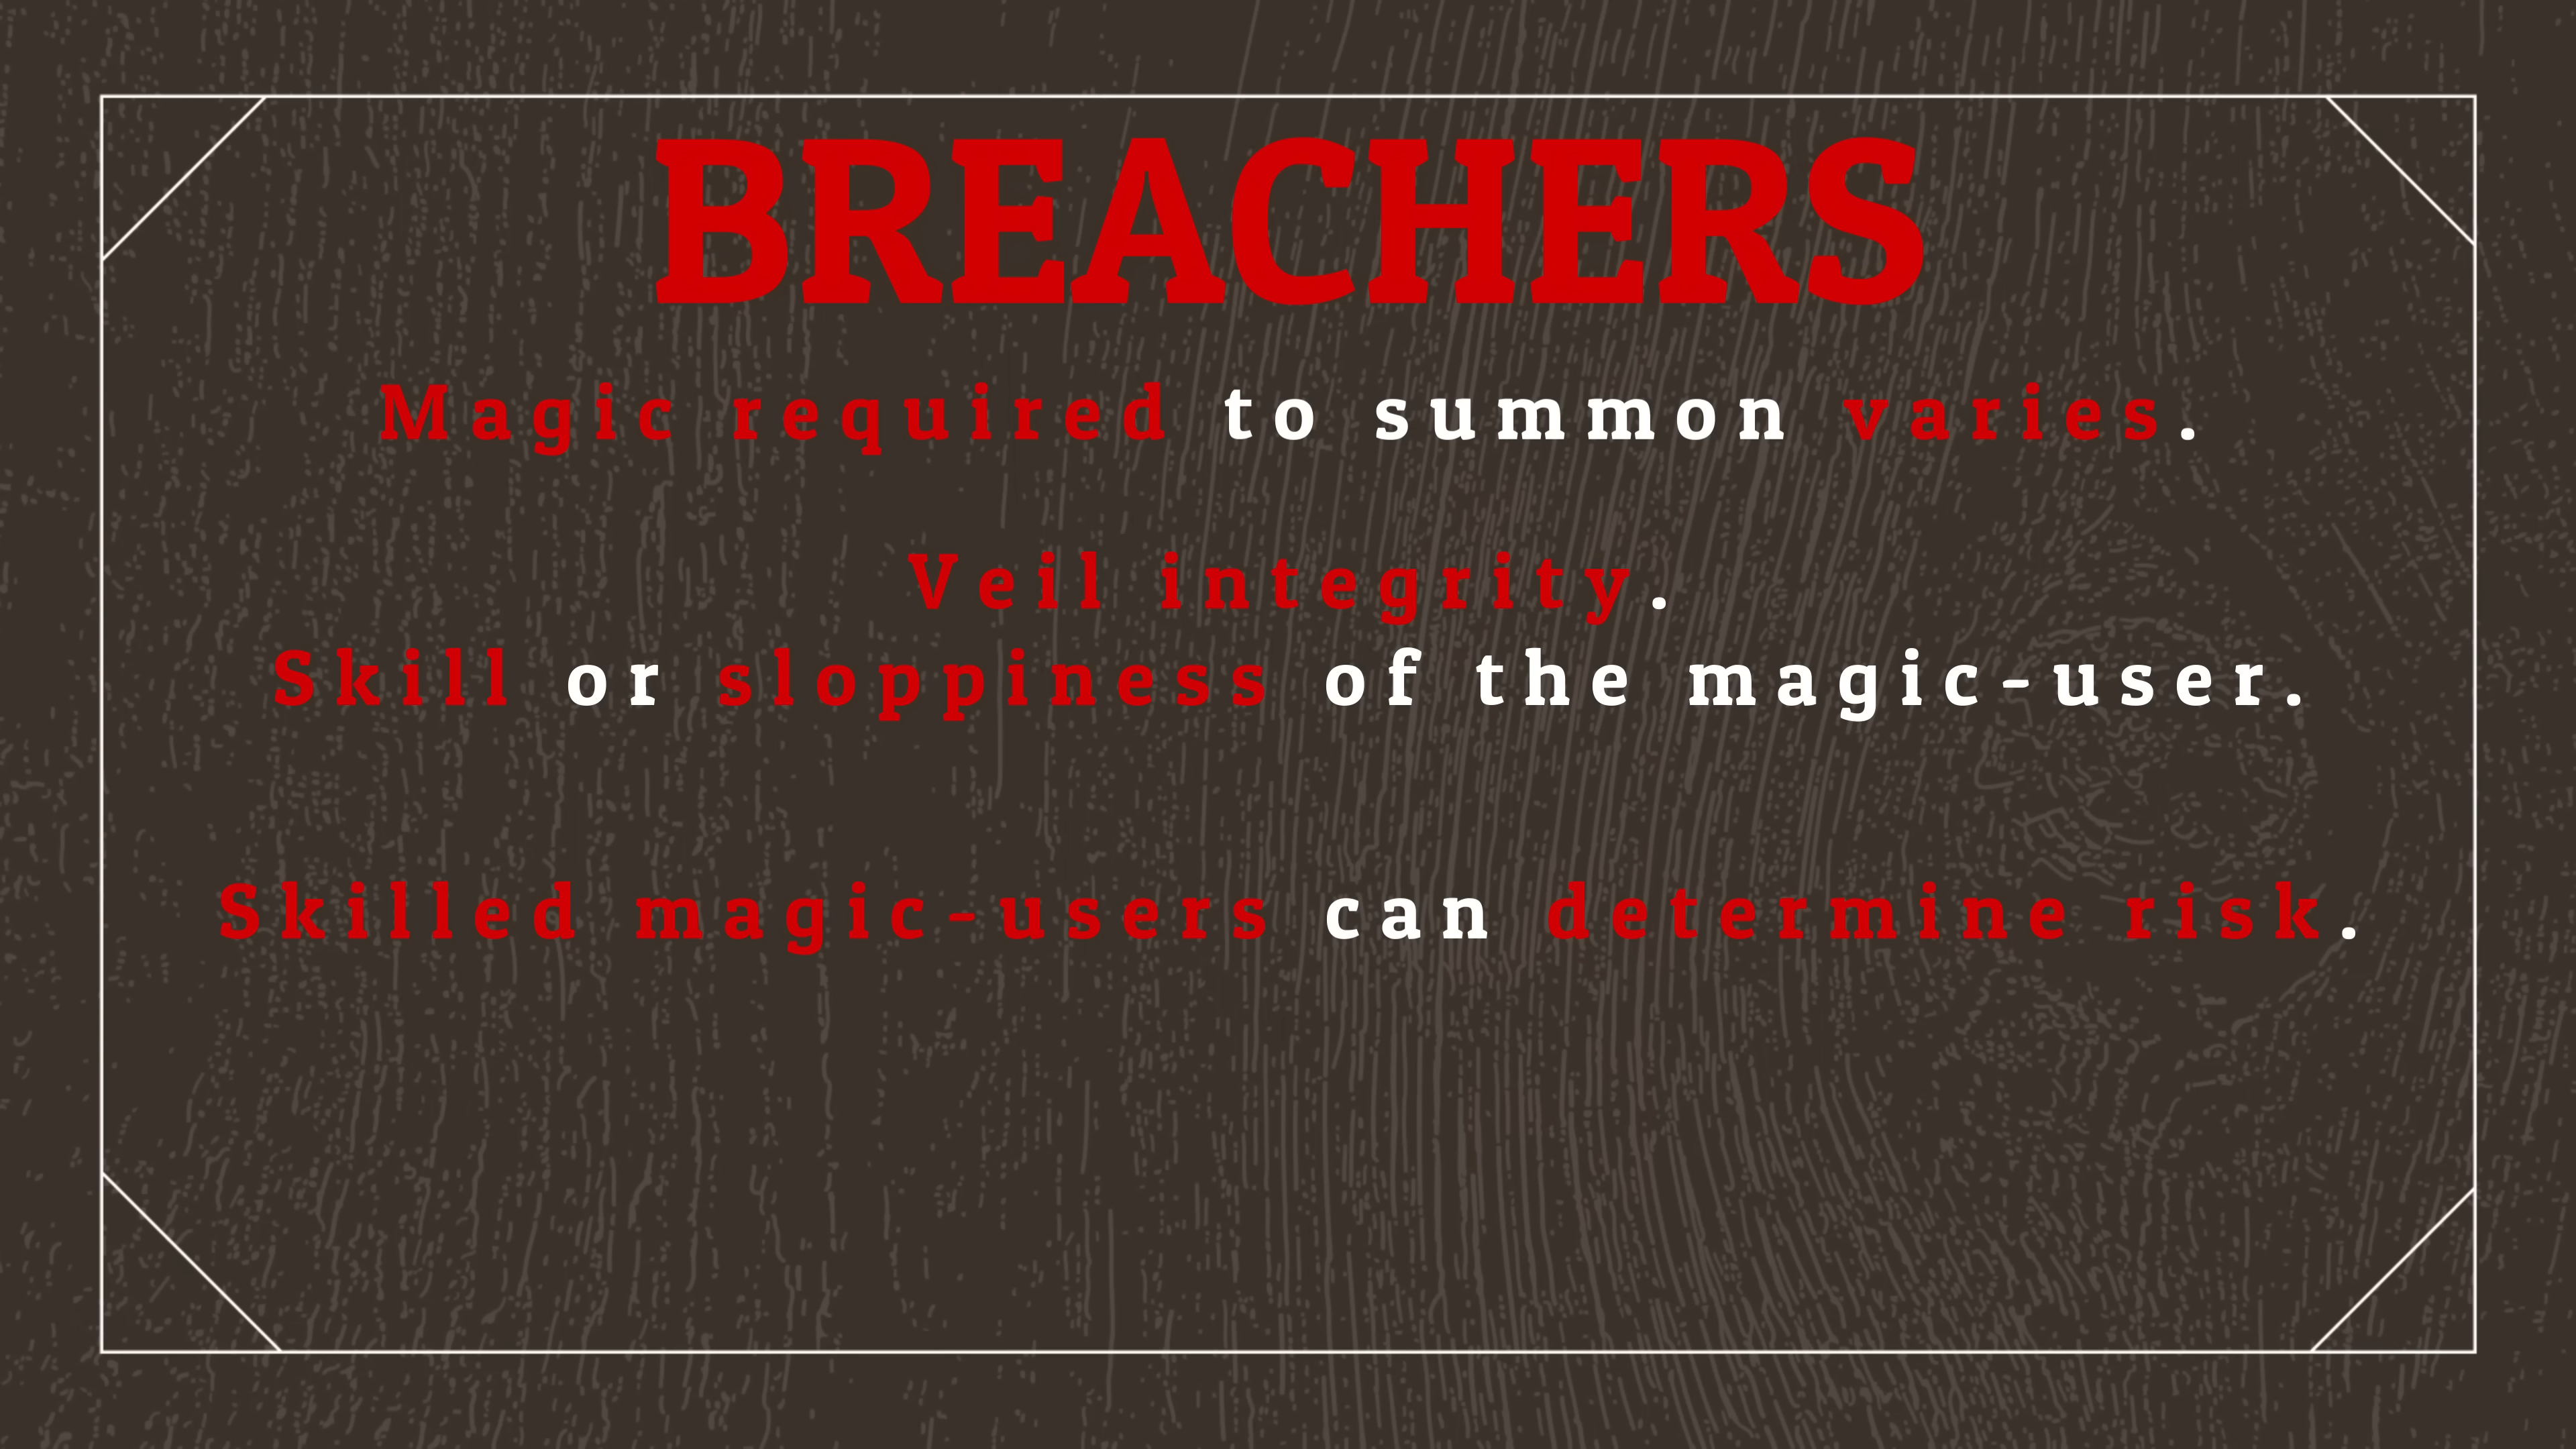 BREACHERS
Magic required to summon varies.
Veil integrity.
Skill or sloppiness of the magic-user.
Skilled magic-users can determine risk.